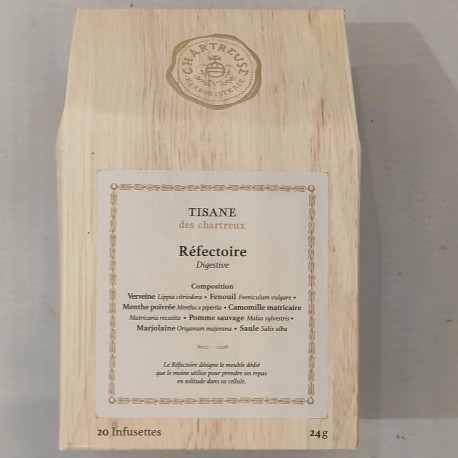 CHARTREUSE
HERBORISTERIE
TISANE
des chartreux
Réfectoire
Digestive
Composition
Verveine Lippia citriodora • Fenouil Foeniculum vulgare •
Menthe poivrée Mentha x piperita • Camomille matricaire
Matricaria recutita • Pomme sauvage Malus sylvestris •
Marjolaine Origanum majorana • Saule Salix alba
Le Réfectoire désigne le meuble dédié
que le moine utilise pour prendre ses repas
en solitude dans sa cellule.
20 Infusettes 24g